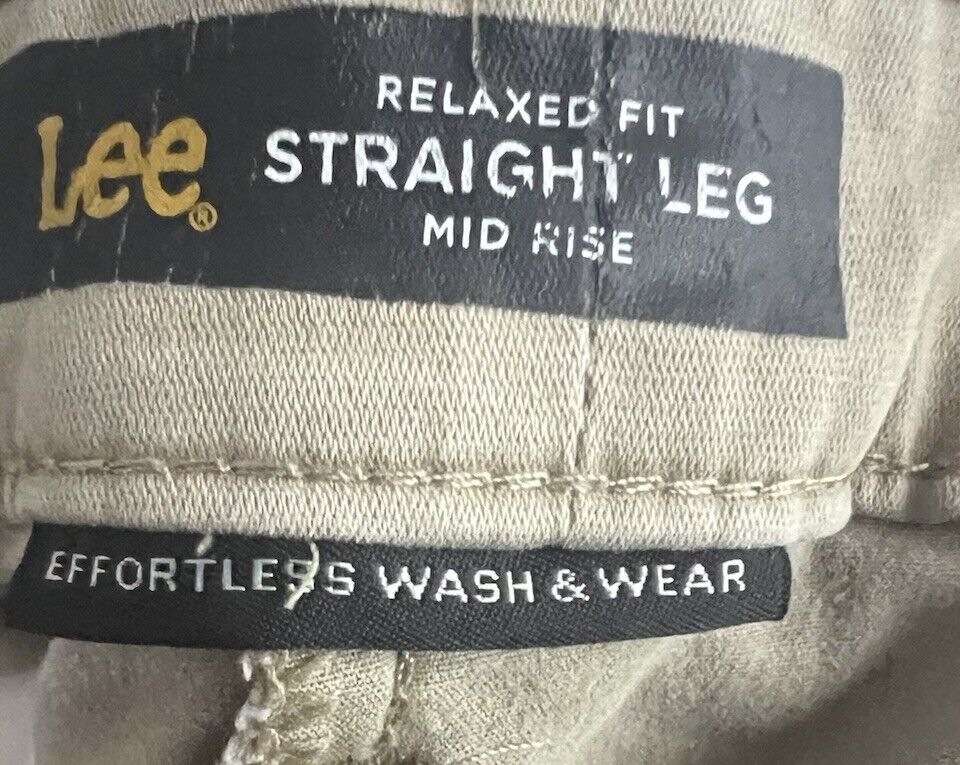 Lee®
RELAXED FIT
STRAIGHT LEG
MID RISE
EFFORTLESS WASH & WEAR